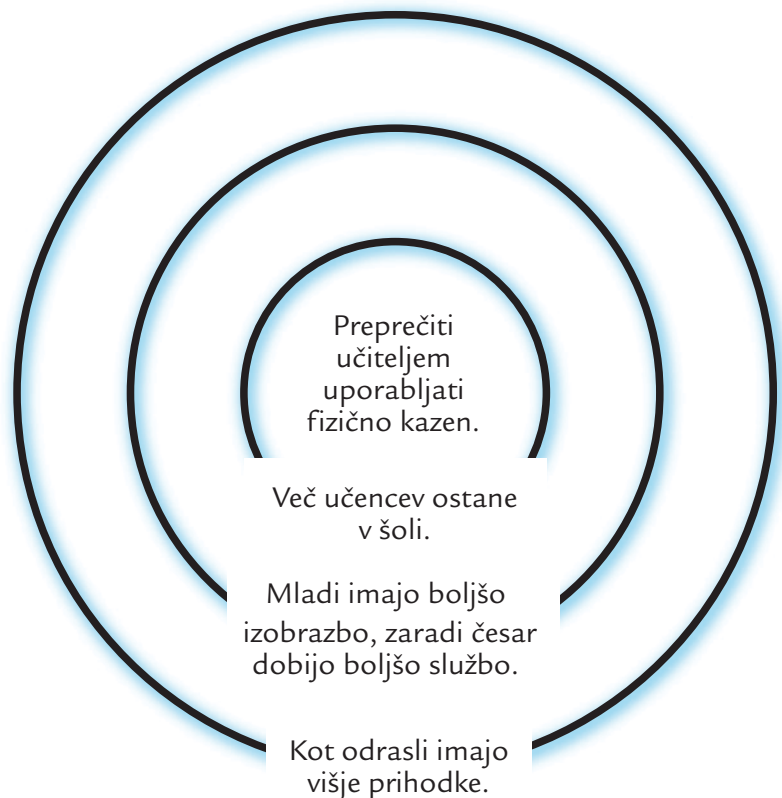 Preprečiti
učiteljem
uporabljati
fizično kazen.
Več učencev ostane
v šoli.
Mladi imajo boljšo
izobrazbo, zaradi česar
dobijo boljšo službo.
Kot odrasli imajo
višje prihodke.